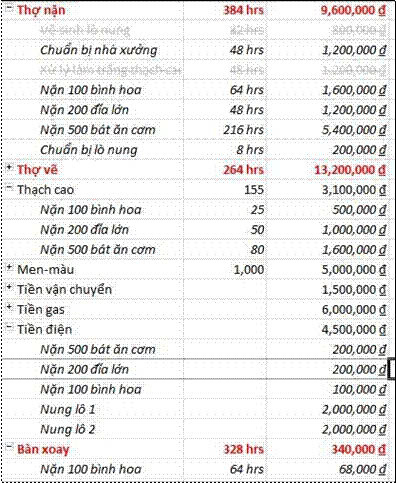 Thợ nặn 384 hrs 9,600,000 đ
Vệ sinh lò nung 32 hrs 800,000 đ
Chuẩn bị nhà xưởng 48 hrs 1,200,000 đ
Xử lý làm trắng thạch cao 48 hrs 1,200,000 đ
Nặn 100 bình hoa 64 hrs 1,600,000 đ
Nặn 200 đĩa lớn 48 hrs 1,200,000 đ
Nặn 500 bát ăn cơm 216 hrs 5,400,000 đ
Chuẩn bị lò nung 8 hrs 200,000 đ
Thợ vẽ 264 hrs 13,200,000 đ
Thạch cao 155 3,100,000 đ
Nặn 100 bình hoa 25 500,000 đ
Nặn 200 đĩa lớn 50 1,000,000 đ
Nặn 500 bát ăn cơm 80 1,600,000 đ
Men-màu 1,000 5,000,000 đ
Tiền vận chuyển 1,500,000 đ
Tiền gas 6,000,000 đ
Tiền điện 4,500,000 đ
Nặn 500 bát ăn cơm 200,000 đ
Nặn 200 đĩa lớn 200,000 đ
Nặn 100 bình hoa 100,000 đ
Nung lô 1 2,000,000 đ
Nung lô 2 2,000,000 đ
Bàn xoay 328 hrs 340,000 đ
Nặn 100 bình hoa 64 hrs 68,000 đ